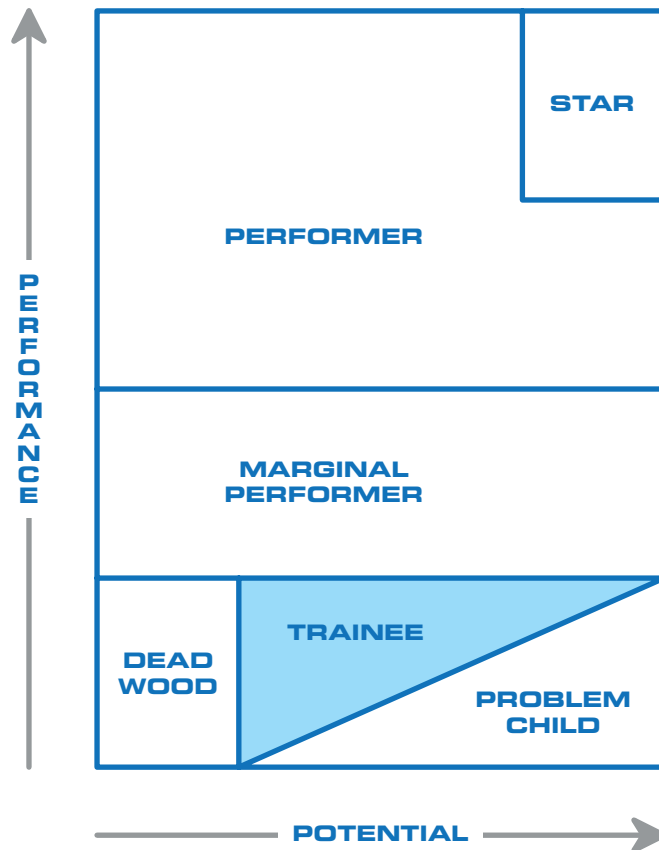 STAR
PERFORMER
PERFORMANCE
MARGINAL
PERFORMER
TRAINEE
DEAD
WOOD
PROBLEM
CHILD
POTENTIAL